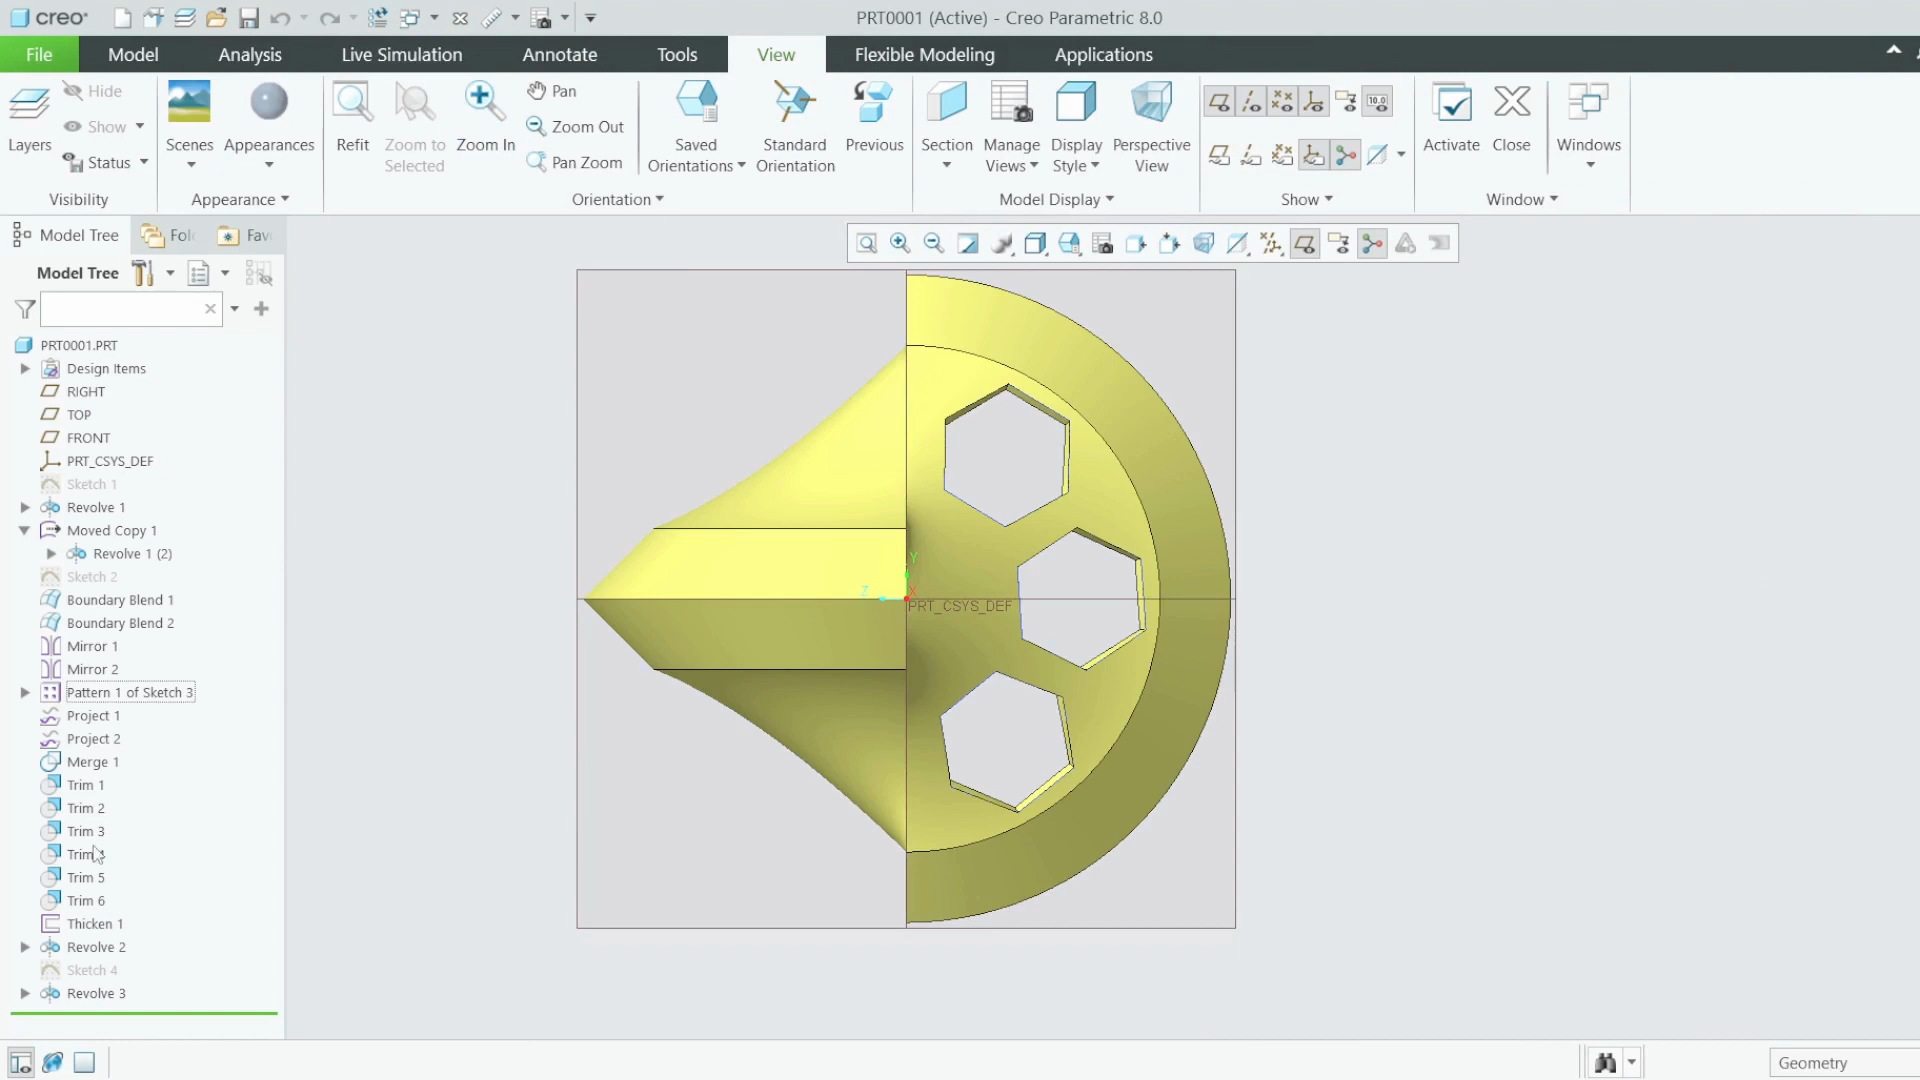 creo
PRT0001 (Active) - Creo Parametric 8.0
File Model Analysis Live Simulation Annotate Tools View Flexible Modeling Applications
Layers
Hide
Show
Status
Visibility
Scenes
Appearances
Appearance
Refit
Zoom to Selected
Zoom In
Pan
Zoom Out
Pan Zoom
Saved Orientations
Standard Orientation
Previous
Orientation
Section
Manage Views
Display Style
Perspective View
Model Display
10.0
Show
Activate
Close
Windows
Window
Model Tree Fol Fav
Model Tree
PRT0001.PRT
Design Items
RIGHT
TOP
FRONT
PRT_CSYS_DEF
Sketch 1
Revolve 1
Moved Copy 1
Revolve 1 (2)
Sketch 2
Boundary Blend 1
Boundary Blend 2
Mirror 1
Mirror 2
Pattern 1 of Sketch 3
Project 1
Project 2
Merge 1
Trim 1
Trim 2
Trim 3
Trim
Trim 5
Trim 6
Thicken 1
Revolve 2
Sketch 4
Revolve 3
Y
Z
X
PRT_CSYS_DEF
Geometry